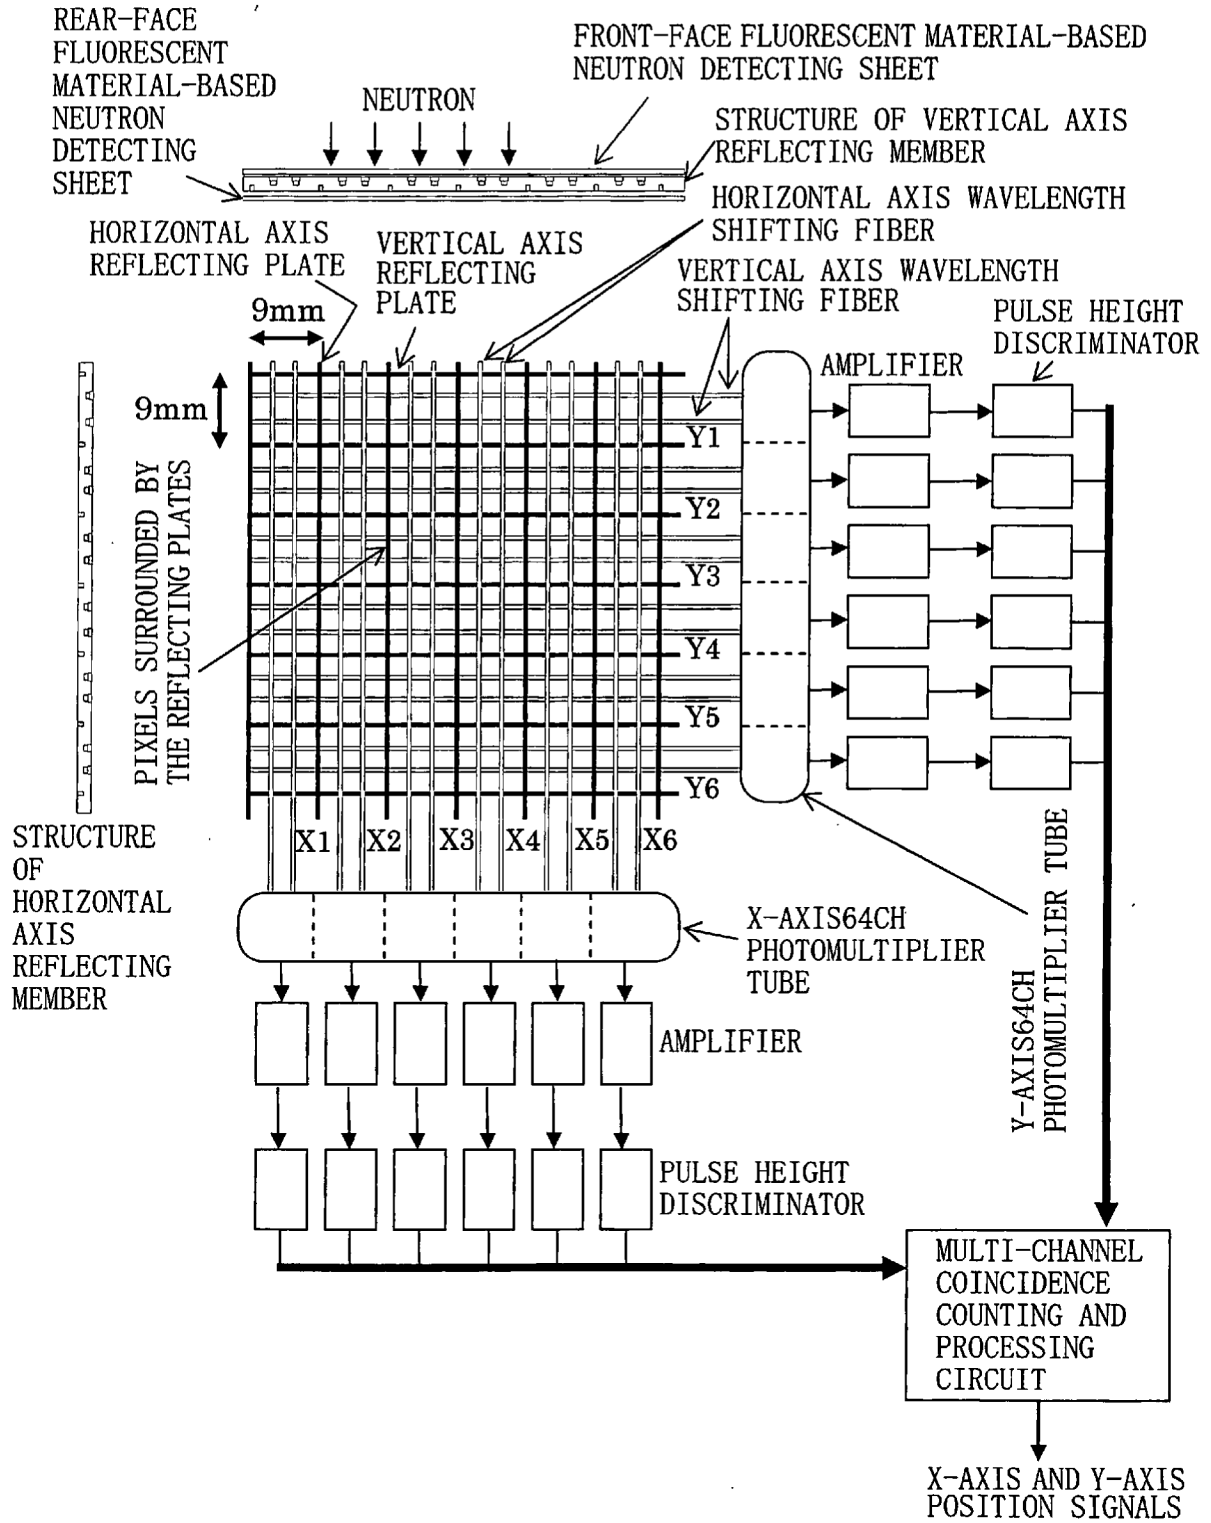 REAR-FACE
FLUORESCENT
MATERIAL-BASED
NEUTRON
DETECTING
SHEET
NEUTRON
FRONT-FACE FLUORESCENT MATERIAL-BASED
NEUTRON DETECTING SHEET
STRUCTURE OF VERTICAL AXIS
REFLECTING MEMBER
HORIZONTAL AXIS WAVELENGTH
SHIFTING FIBER
HORIZONTAL AXIS
REFLECTING PLATE
VERTICAL AXIS
REFLECTING
PLATE
VERTICAL AXIS WAVELENGTH
SHIFTING FIBER
PULSE HEIGHT
DISCRIMINATOR
AMPLIFIER
9mm
9mm
PIXELS SURROUNDED BY
THE REFLECTING PLATES
Y1
Y2
Y3
Y4
Y5
Y6
X1 X2 X3 X4 X5 X6
STRUCTURE
OF
HORIZONTAL
AXIS
REFLECTING
MEMBER
X-AXIS64CH
PHOTOMULTIPLIER
TUBE
Y-AXIS64CH
PHOTOMULTIPLIER TUBE
AMPLIFIER
PULSE HEIGHT
DISCRIMINATOR
MULTI-CHANNEL
COINCIDENCE
COUNTING AND
PROCESSING
CIRCUIT
X-AXIS AND Y-AXIS
POSITION SIGNALS